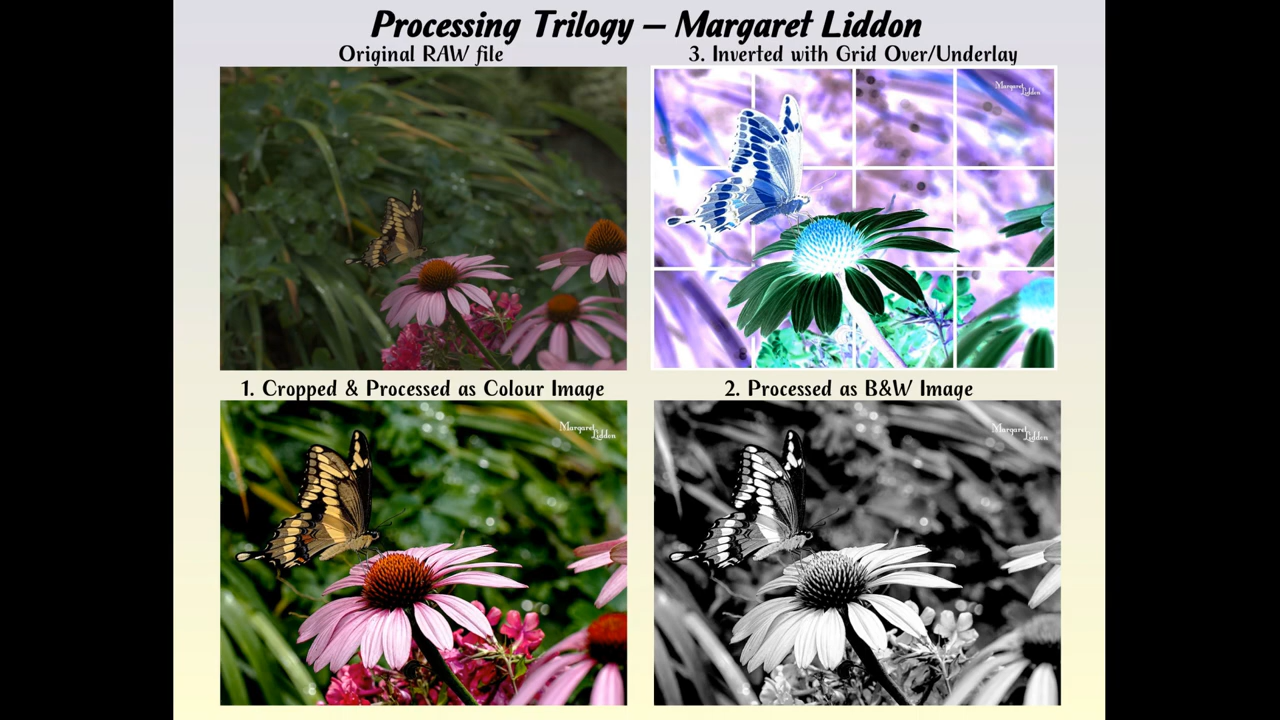 Processing Trilogy – Margaret Liddon
Original RAW file
3. Inverted with Grid Over/Underlay
Margaret
Liddon
1. Cropped & Processed as Colour Image
2. Processed as B&W Image
Margaret
Liddon
Margaret
Liddon